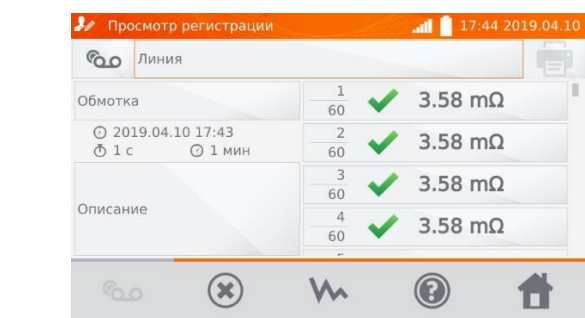 Просмотр регистрации
17:44 2019.04.10
Линия
Обмотка
2019.04.10 17:43
1 с
1 мин
Описание
1
60
3.58 mΩ
2
60
3.58 mΩ
3
60
3.58 mΩ
4
60
3.58 mΩ